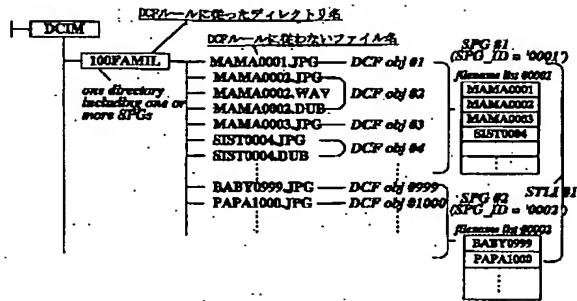 DCFルールに従ったディレクトリ名
DCIM
DCFルールに従わないファイル名
100FAMIL
one directory
including one or
more SPGs
MAMA0001.JPG
DCF obj #1
MAMA0002.JPG
MAMA0002.WAV
DCF obj #2
MAMA0002.DUB
MAMA0003.JPG
DCF obj #3
SIST0004.JPG
DCF obj #4
SIST0004.DUB
BABY0999.JPG
DCF obj #999
PAPA1000.JPG
DCF obj #1000
SPG #1
(SPG_ID = '0001')
filename list #0001
MAMA0001
MAMA0002
MAMA0003
SIST0004
STLI #1
SPG #2
(SPG_ID = '0002')
filename list #0002
BABY0999
PAPA1000